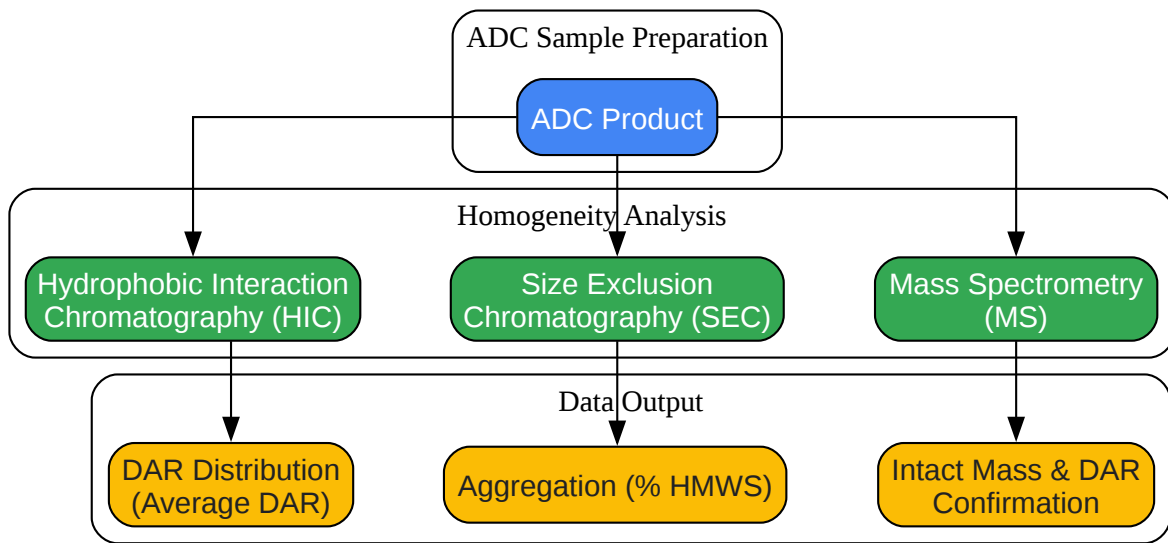 ADC Sample Preparation
ADC Product
Homogeneity Analysis
Hydrophobic Interaction
Chromatography (HIC)
Size Exclusion
Chromatography (SEC)
Mass Spectrometry
(MS)
Data Output
DAR Distribution
(Average DAR)
Aggregation (% HMWS)
Intact Mass & DAR
Confirmation